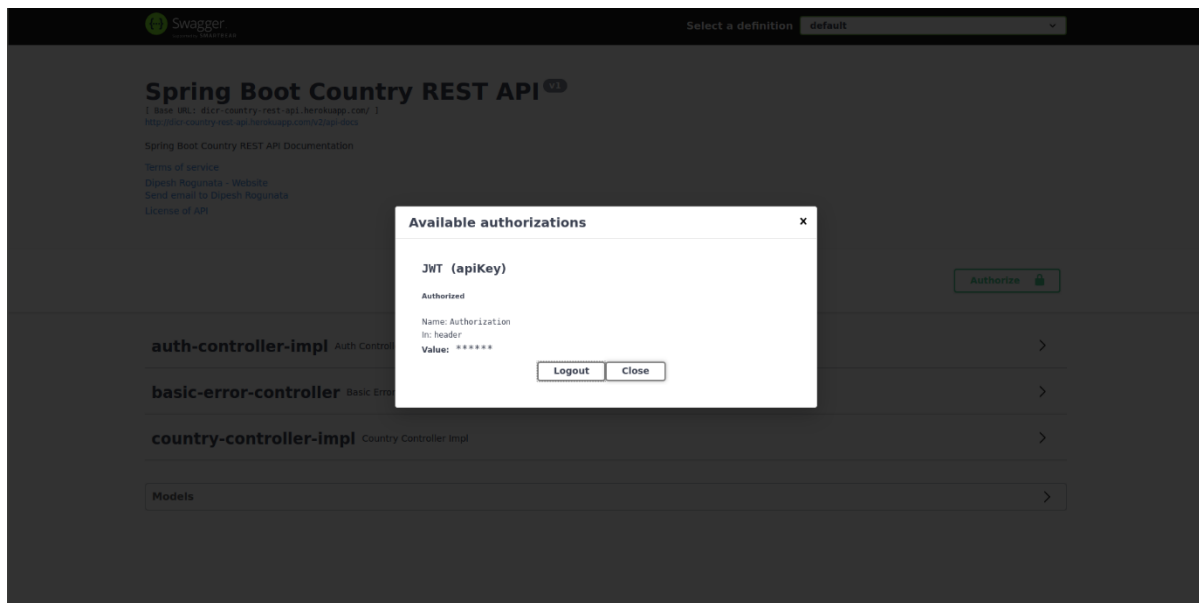 Swagger
Select a definition default
Spring Boot Country REST API v1
[ Base URL: dicr-country-rest-api.herokuapp.com/ ]
http://dicr-country-rest-api.herokuapp.com/v2/api-docs
Spring Boot Country REST API Documentation
Terms of service
Dipesh Rogunata - Website
Send email to Dipesh Rogunata
License of API
Available authorizations x
JWT (apiKey)
Authorized
Name: Authorization
In: header
Value: ******
Logout Close
Authorize
auth-controller-impl Auth Control
basic-error-controller Basic Erro
country-controller-impl Country Controller Impl
Models